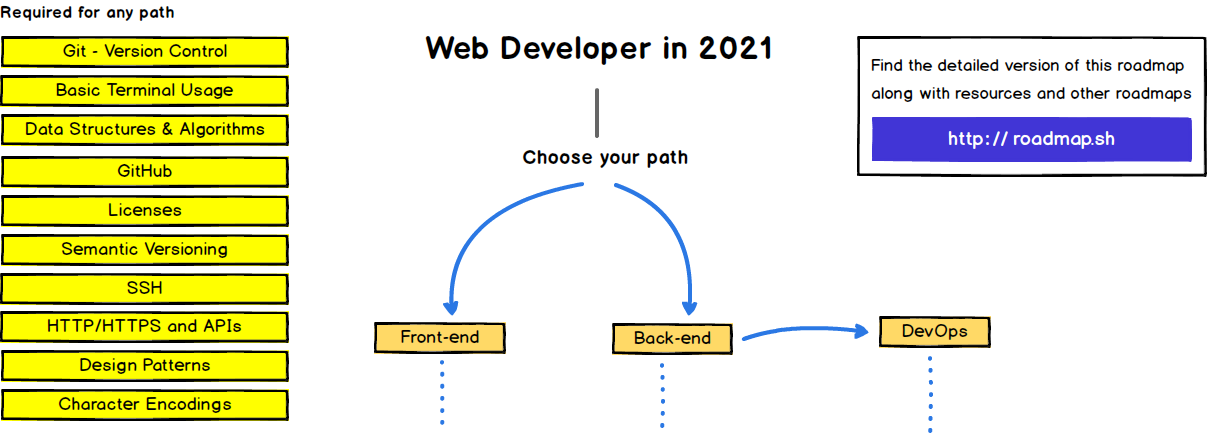 Required for any path
Git - Version Control
Basic Terminal Usage
Data Structures & Algorithms
GitHub
Licenses
Semantic Versioning
SSH
HTTP/HTTPS and APIs
Design Patterns
Character Encodings
Web Developer in 2021
Choose your path
Front-end
Back-end
DevOps
Find the detailed version of this roadmap
along with resources and other roadmaps
http:// roadmap.sh